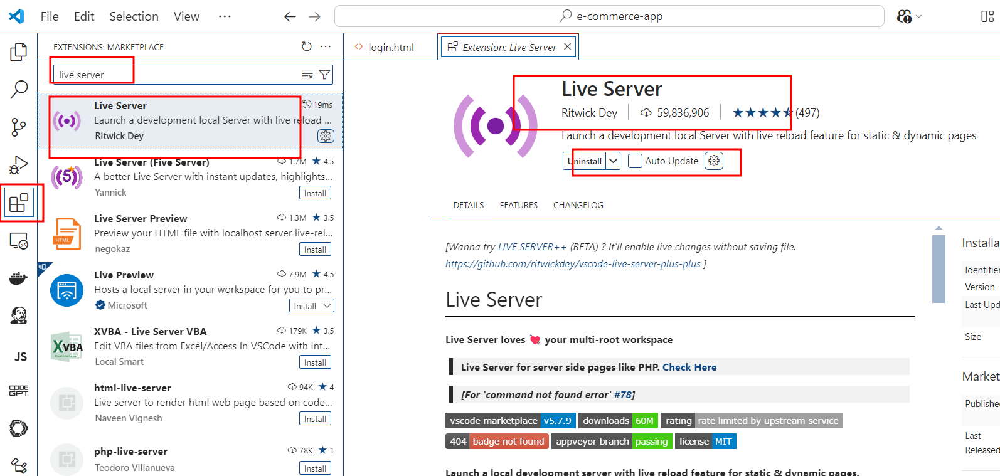 File Edit Selection View ···
e-commerce-app
EXTENSIONS: MARKETPLACE
live server
Live Server 19ms
Launch a development local Server with live reload ...
Ritwick Dey
Live Server (Five Server) 1.7M 4.5
A better Live Server with instant updates, highlights...
Yannick Install
Live Server Preview 1.3M 3.5
Preview your HTML file with localhost server live-rel...
negokaz Install
HTML
Live Preview 7.9M 4.5
Hosts a local server in your workspace for you to pr...
Microsoft Install
XVBA - Live Server VBA 179K 3.5
Edit VBA files from Excel/Access In VSCode with Int...
Local Smart Install
XVBA
html-live-server 94K 4
Live server to render html web page based on code...
Naveen Vignesh Install
php-live-server 78K 1
Teodoro VIllanueva Install
JS
CODE
GPT
login.html
Extension: Live Server
Live Server
Ritwick Dey 59,836,906 (497)
Launch a development local Server with live reload feature for static & dynamic pages
Uninstall Auto Update
DETAILS FEATURES CHANGELOG
[Wanna try LIVE SERVER++ (BETA) ? It'll enable live changes without saving file.
https://github.com/ritwickdey/vscode-live-server-plus-plus ]
Live Server
Live Server loves 💘 your multi-root workspace
Live Server for server side pages like PHP. Check Here
[For 'command not found error' #78]
vscode marketplace v5.7.9 downloads 60M rating rate limited by upstream service
404 badge not found appveyor branch passing license MIT
Launch a local development server with live reload feature for static & dynamic pages.
Installa
Identifier
Version
Last Upd
Size
Market
Publishe
Last
Released